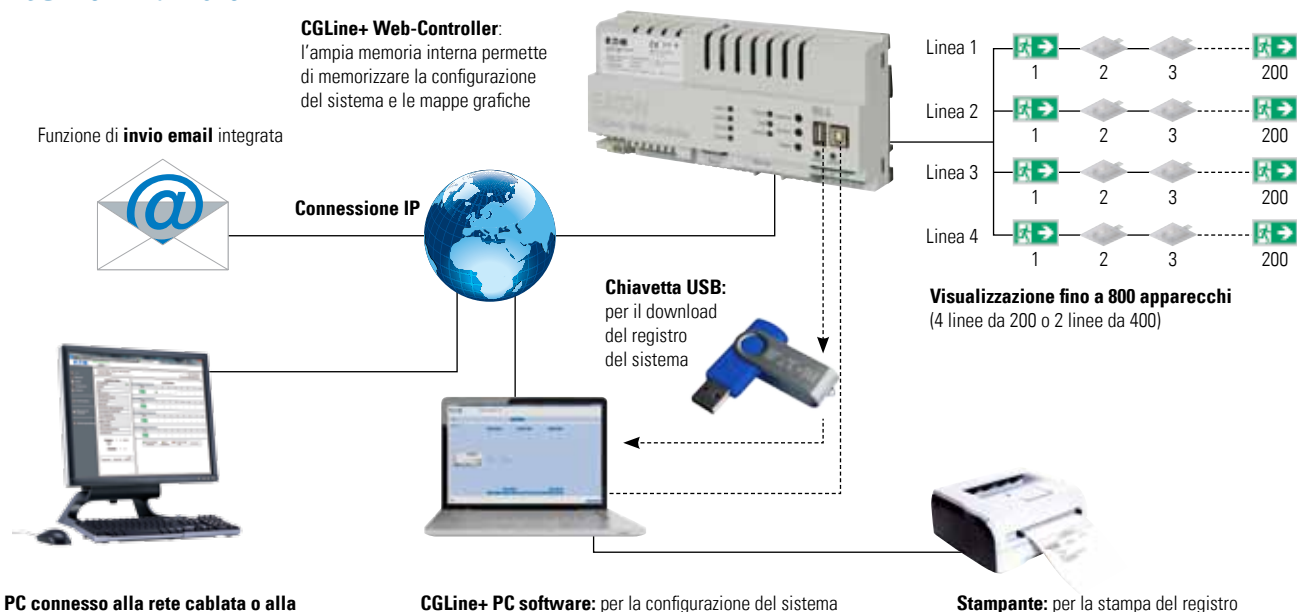 CGLine+ Web-Controller:
l'ampia memoria interna permette
di memorizzare la configurazione
del sistema e le mappe grafiche
Funzione di invio email integrata
@
Connessione IP
Linea 1
1 2 3 200
Linea 2
1 2 3 200
Linea 3
1 2 3 200
Linea 4
1 2 3 200
Visualizzazione fino a 800 apparecchi
(4 linee da 200 o 2 linee da 400)
Chiavetta USB:
per il download
del registro
del sistema
PC connesso alla rete cablata o alla
CGLine+ PC software: per la configurazione del sistema
Stampante: per la stampa del registro